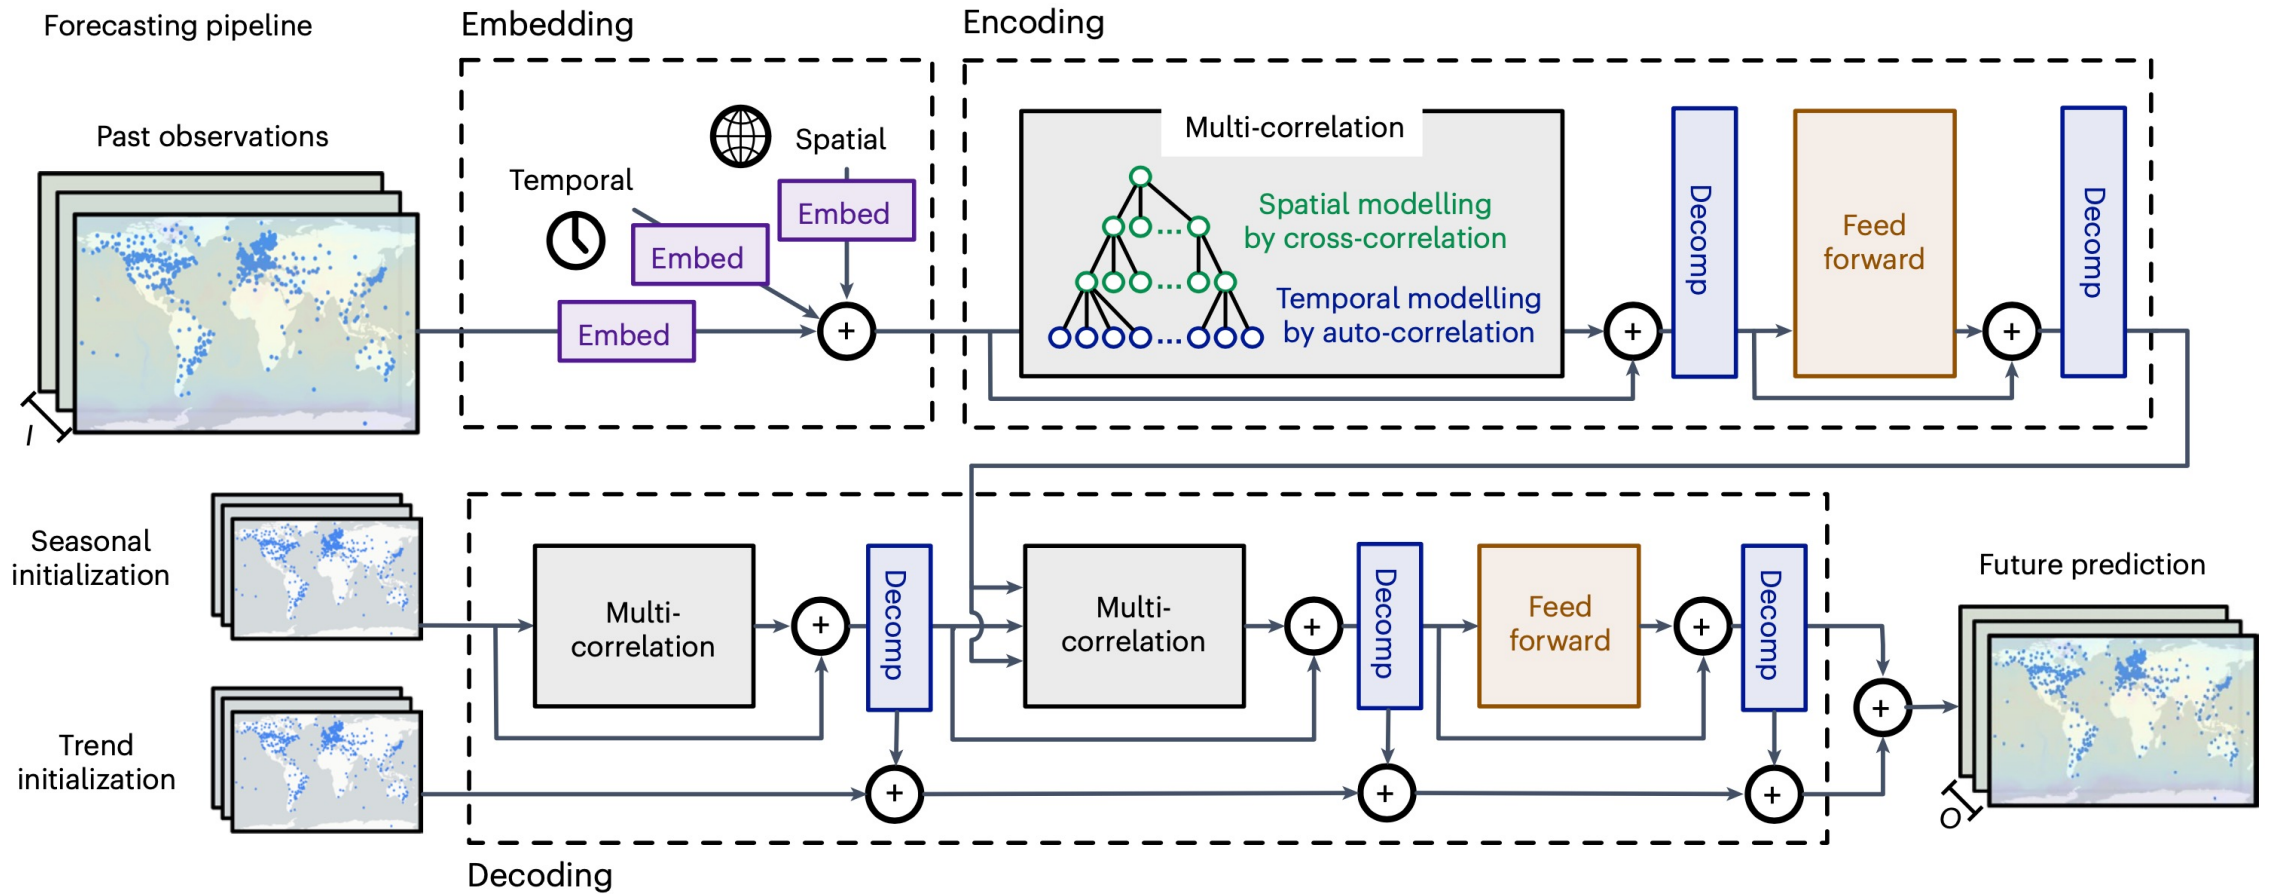 Forecasting pipeline
Embedding
Encoding
Past observations
Temporal
Spatial
Embed
Embed
Embed
+
Multi-correlation
Spatial modelling
by cross-correlation
Temporal modelling
by auto-correlation
...
...
...
+
Decomp
Feed
forward
+
Decomp
I
Seasonal
initialization
Multi-
correlation
+
Decomp
Multi-
correlation
+
Decomp
Feed
forward
+
Decomp
Trend
initialization
+
+
+
+
Future prediction
O
Decoding